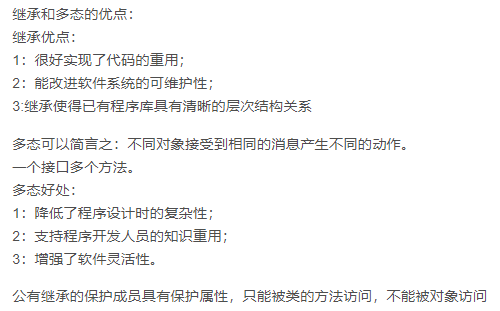 继承和多态的优点：
继承优点：
1：很好实现了代码的重用；
2：能改进软件系统的可维护性；
3:继承使得已有程序库具有清晰的层次结构关系
多态可以简言之：不同对象接受到相同的消息产生不同的动作。
一个接口多个方法。
多态好处：
1：降低了程序设计时的复杂性；
2：支持程序开发人员的知识重用；
3：增强了软件灵活性。
公有继承的保护成员具有保护属性，只能被类的方法访问，不能被对象访问